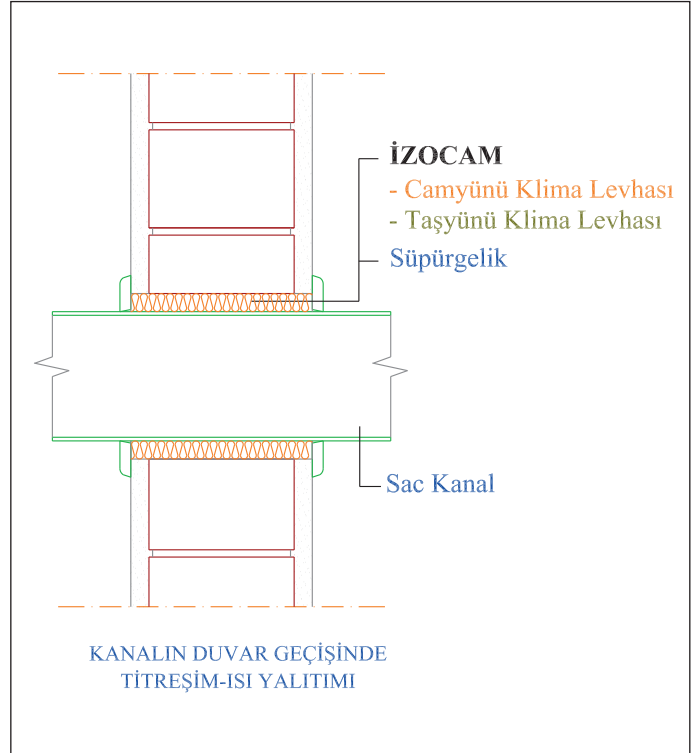 İZOCAM
- Camyünü Klima Levhası
- Taşyünü Klima Levhası
Süpürgelik
Sac Kanal
KANALIN DUVAR GEÇİŞİNDE
TİTREŞİM-ISI YALITIMI